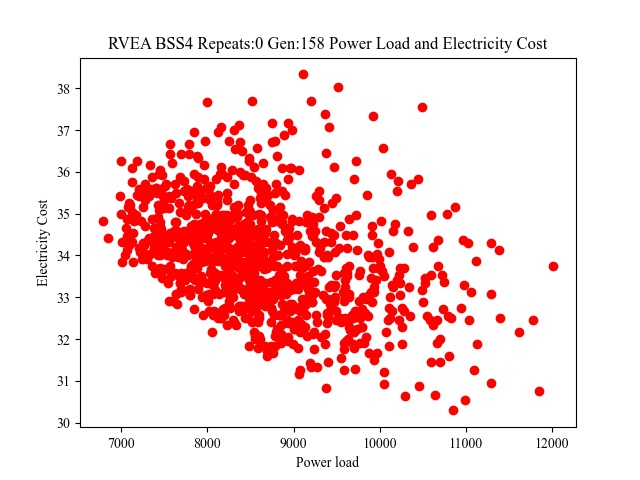 RVEA BSS4 Repeats:0 Gen:158 Power Load and Electricity Cost
Electricity Cost
38
37
36
35
34
33
32
31
30
7000 8000 9000 10000 11000 12000
Power load